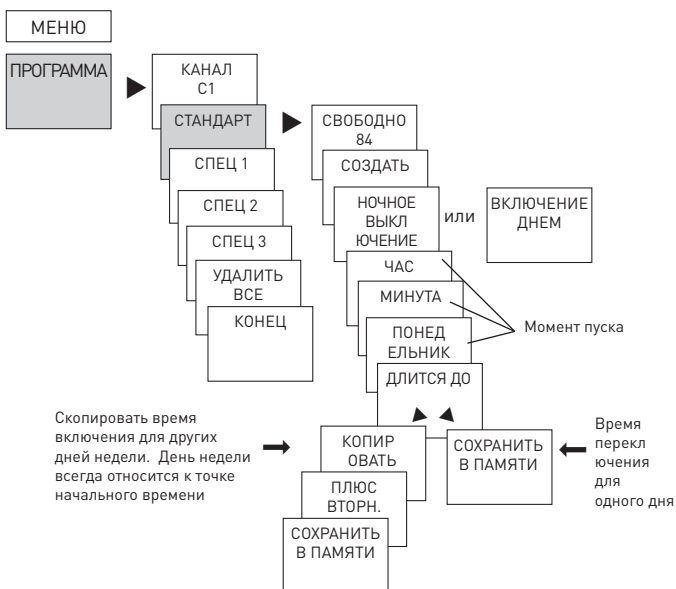 МЕНЮ
ПРОГРАММА
КАНАЛ
C1
СТАНДАРТ
СПЕЦ 1
СПЕЦ 2
СПЕЦ 3
УДАЛИТЬ
ВСЕ
КОНЕЦ
СВОБОДНО
84
СОЗДАТЬ
НОЧНОЕ
ВЫКЛ
ЮЧЕНИЕ
или
ВКЛЮЧЕНИЕ
ДНЕМ
ЧАС
МИНУТА
ПОНЕД
ЕЛЬНИК
Момент пуска
ДЛИТСЯ ДО
Скопировать время
включения для других
дней недели. День недели
всегда относится к точке
начального времени
КОПИР
ОВАТЬ
ПЛЮС
ВТОРН.
СОХРАНИТЬ
В ПАМЯТИ
СОХРАНИТЬ
В ПАМЯТИ
Время
перекл
ючения
для
одного дня